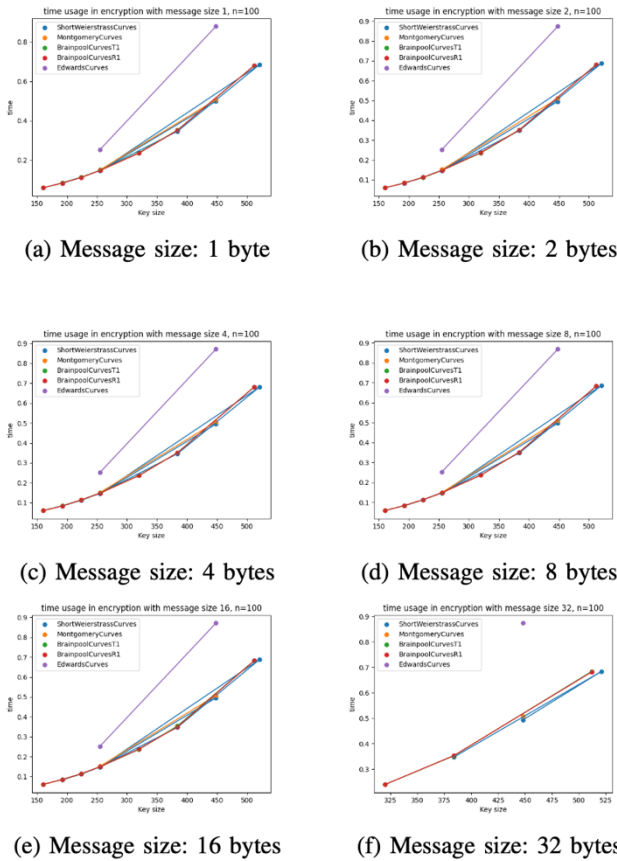 time usage in encryption with message size 1, n=100
ShortWeierstrassCurves
MontgomeryCurves
BrainpoolCurvesT1
BrainpoolCurvesR1
EdwardsCurves
0.8
0.6
0.4
0.2
time
150 200 250 300 350 400 450 500
Key size
(a) Message size: 1 byte
time usage in encryption with message size 2, n=100
ShortWeierstrassCurves
MontgomeryCurves
BrainpoolCurvesT1
BrainpoolCurvesR1
EdwardsCurves
0.9
0.8
0.7
0.6
0.5
0.4
0.3
0.2
0.1
time
150 200 250 300 350 400 450 500
Key size
(b) Message size: 2 bytes
time usage in encryption with message size 4, n=100
ShortWeierstrassCurves
MontgomeryCurves
BrainpoolCurvesT1
BrainpoolCurvesR1
EdwardsCurves
0.9
0.8
0.7
0.6
0.5
0.4
0.3
0.2
0.1
time
150 200 250 300 350 400 450 500
Key size
(c) Message size: 4 bytes
time usage in encryption with message size 8, n=100
ShortWeierstrassCurves
MontgomeryCurves
BrainpoolCurvesT1
BrainpoolCurvesR1
EdwardsCurves
0.9
0.8
0.7
0.6
0.5
0.4
0.3
0.2
0.1
time
150 200 250 300 350 400 450 500
Key size
(d) Message size: 8 bytes
time usage in encryption with message size 16, n=100
ShortWeierstrassCurves
MontgomeryCurves
BrainpoolCurvesT1
BrainpoolCurvesR1
EdwardsCurves
0.9
0.8
0.7
0.6
0.5
0.4
0.3
0.2
0.1
time
150 200 250 300 350 400 450 500
Key size
(e) Message size: 16 bytes
time usage in encryption with message size 32, n=100
ShortWeierstrassCurves
MontgomeryCurves
BrainpoolCurvesT1
BrainpoolCurvesR1
EdwardsCurves
0.9
0.8
0.7
0.6
0.5
0.4
0.3
time
325 350 375 400 425 450 475 500 525
Key size
(f) Message size: 32 bytes